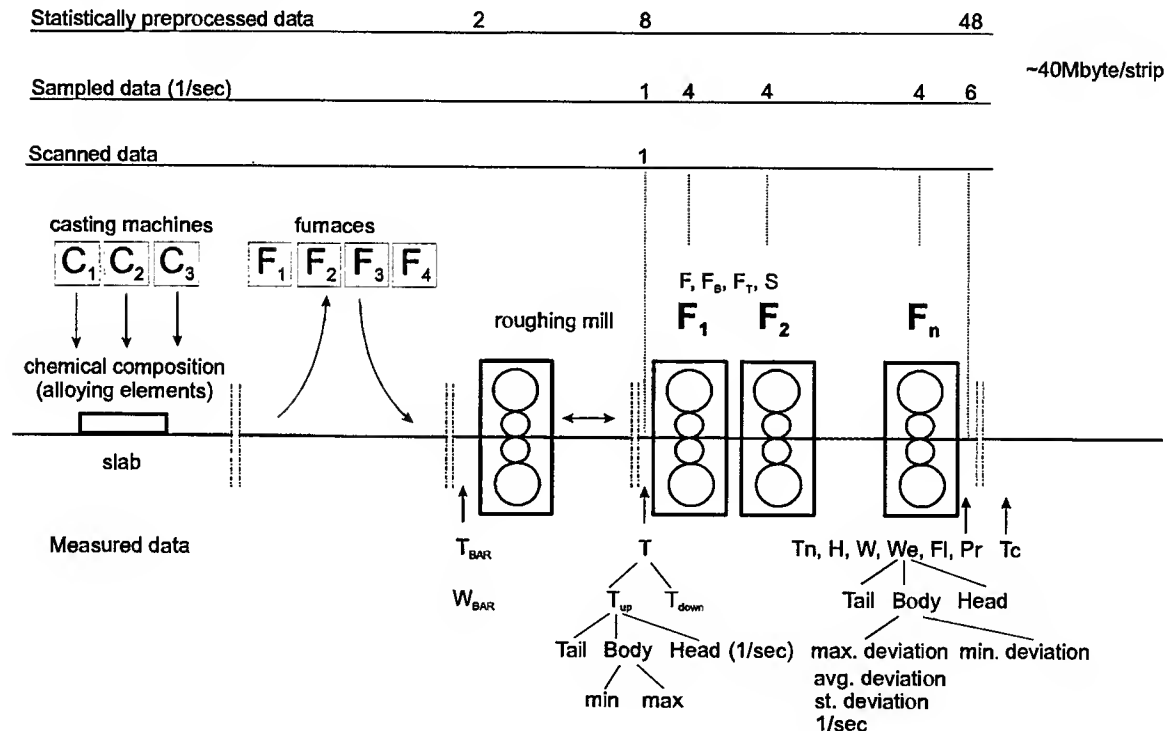 Statistically preprocessed data 2 8 48
~40Mbyte/strip
Sampled data (1/sec) 1 4 4 4 6
Scanned data 1
casting machines furnaces
C1 C2 C3 F1 F2 F3 F4
F, FB, FT, S
roughing mill F1 F2 Fn
chemical composition
(alloying elements)
slab
Measured data TBAR T Tn, H, W, We, Fl, Pr Tc
WBAR Tup Tdown Tail Body Head
Tail Body Head (1/sec) max. deviation min. deviation
avg. deviation
min max st. deviation
1/sec